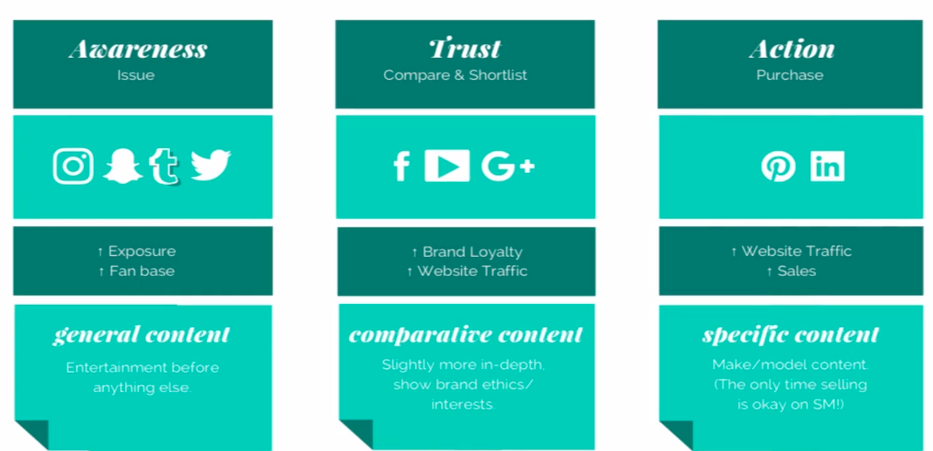 Awareness
Issue
↑ Exposure
↑ Fan base
general content
Entertainment before
anything else.
Trust
Compare & Shortlist
f G+
↑ Brand Loyalty
↑ Website Traffic
comparative content
Slightly more in-depth,
show brand ethics/
interests.
Action
Purchase
in
↑ Website Traffic
↑ Sales
specific content
Make/model content.
(The only time selling
is okay on SM!)